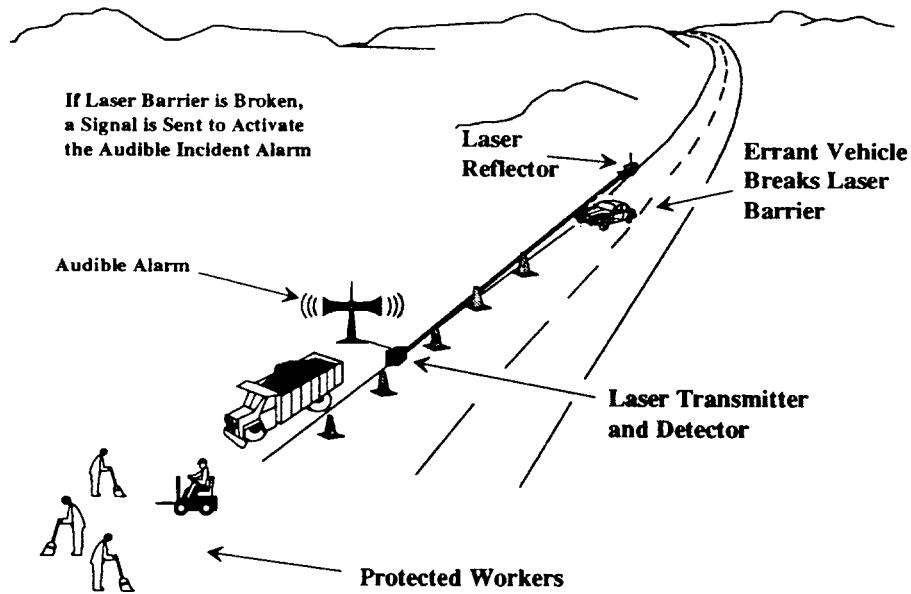 If Laser Barrier is Broken,
a Signal is Sent to Activate
the Audible Incident Alarm
Laser
Reflector
Errant Vehicle
Breaks Laser
Barrier
Audible Alarm
Laser Transmitter
and Detector
Protected Workers